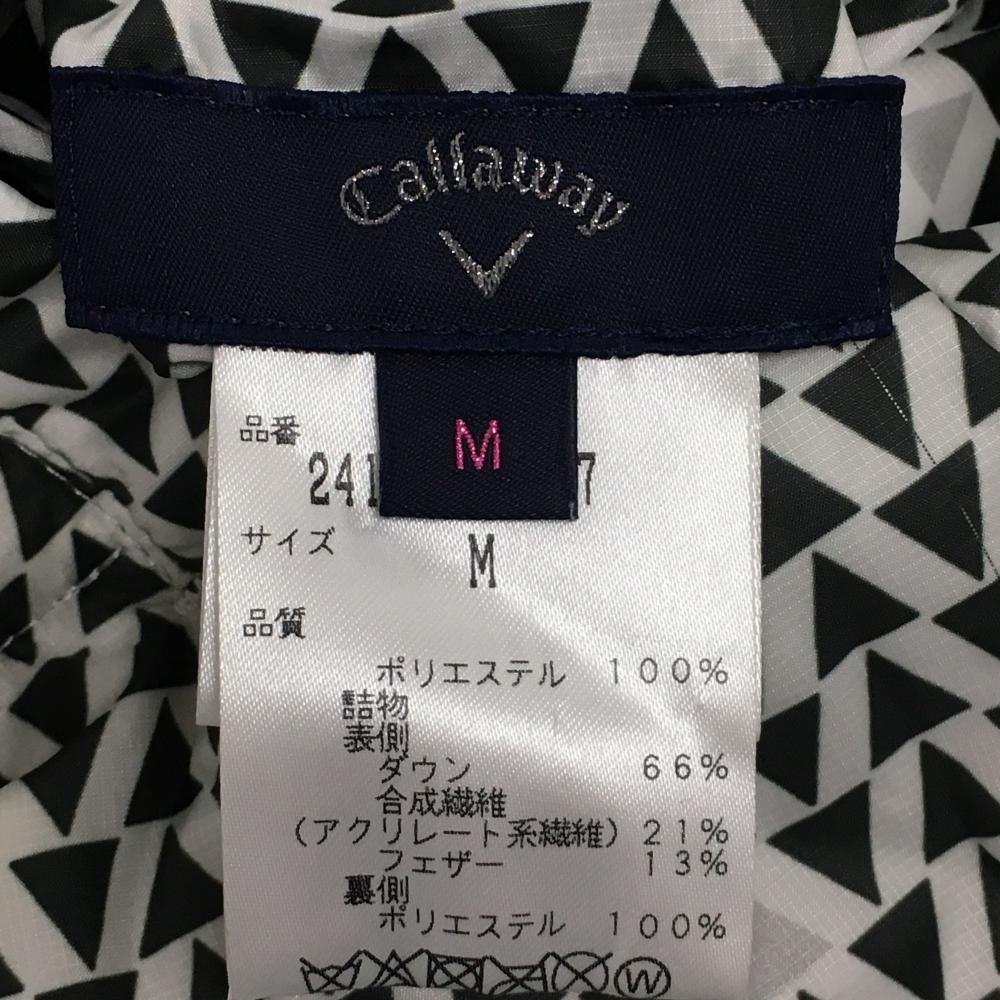 Callaway
M
品番
241 7
サイズ
M
品質
ポリエステル 100%
詰物
表側
ダウン 66%
合成繊維
(アクリレート系繊維) 21%
フェザー 13%
裏側
ポリエステル 100%
W